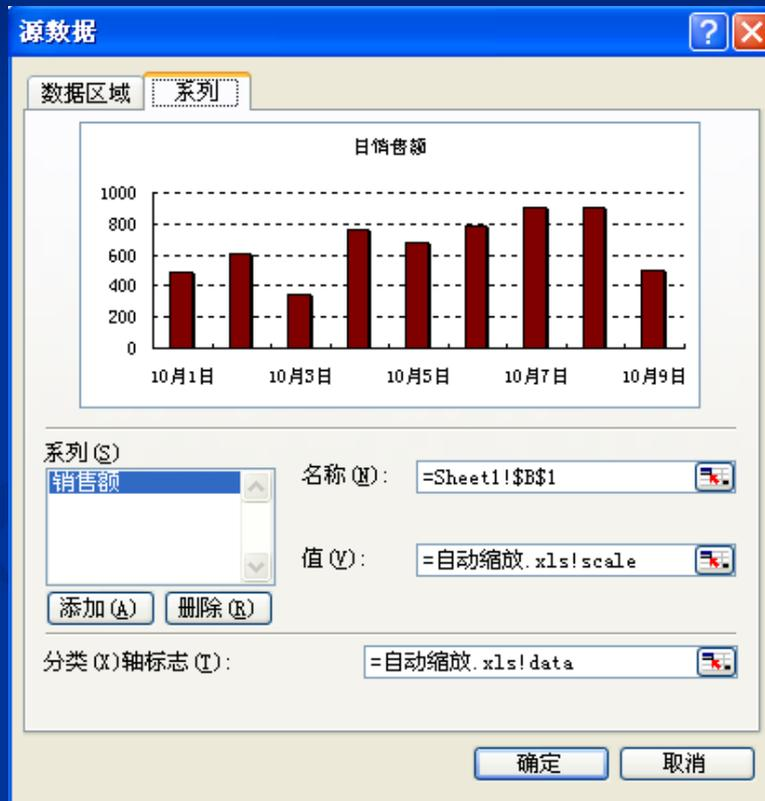 源数据
数据区域 系列
日销售额
1000
800
600
400
200
0
10月1日 10月3日 10月5日 10月7日 10月9日
系列(S)
销售额
名称(N): =Sheet1!$B$1
值(V): =自动缩放.xls!scale
添加(A) 删除(R)
分类(X)轴标志(T): =自动缩放.xls!data
确定 取消